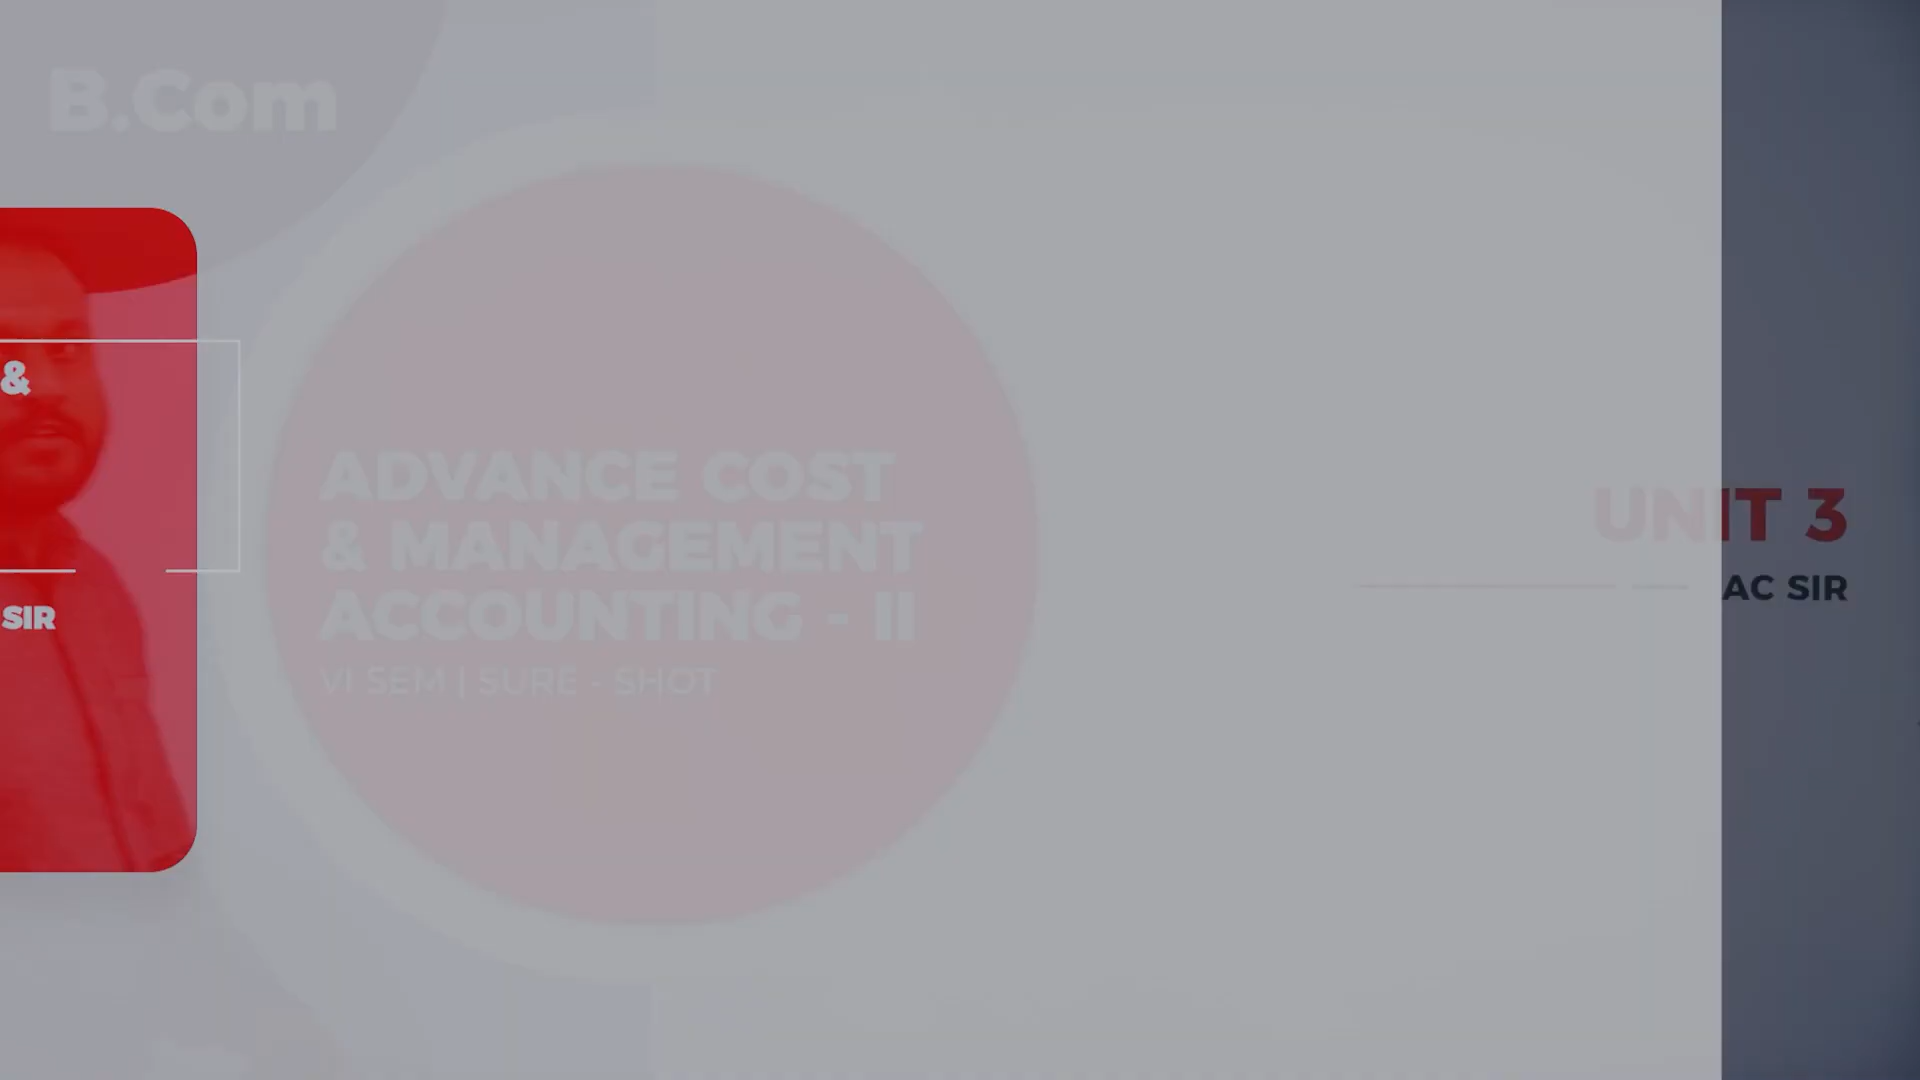 B.Com
&
SIR
ADVANCE COST
& MANAGEMENT
ACCOUNTING - II
VI SEM | SURE - SHOT
UNIT 3
AC SIR